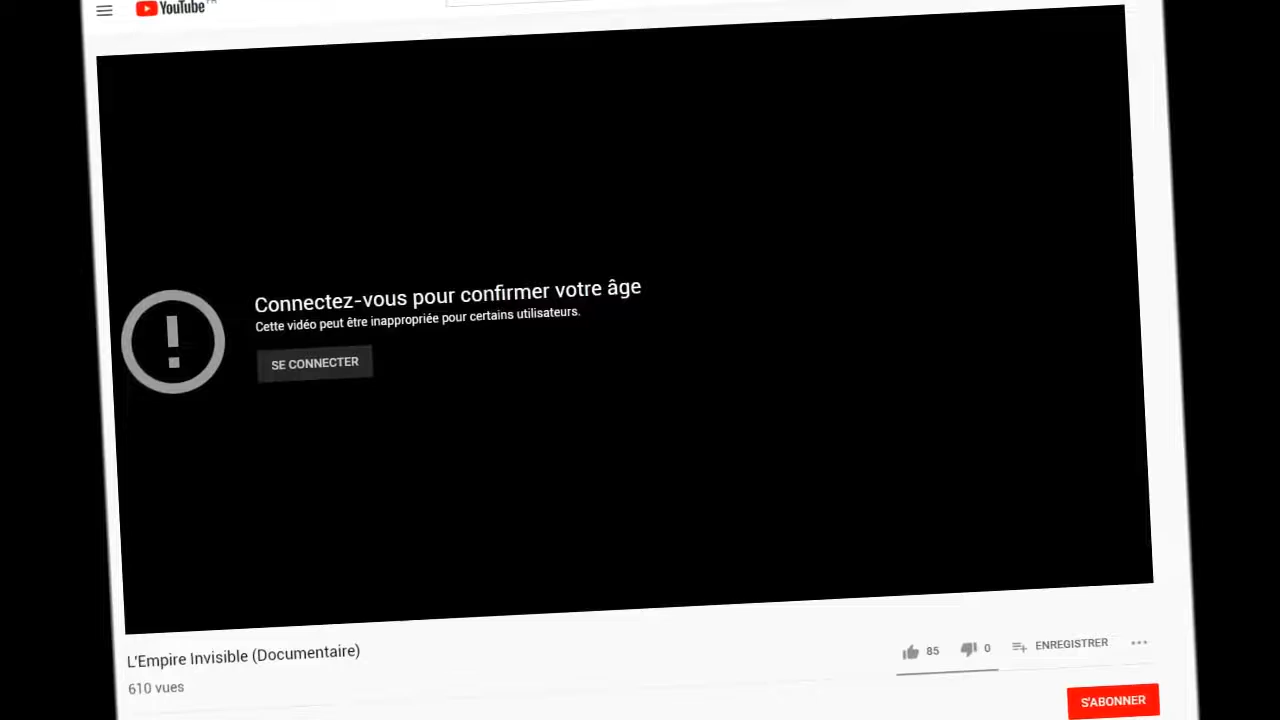 YouTube FR
Connectez-vous pour confirmer votre âge
Cette vidéo peut être inappropriée pour certains utilisateurs.
SE CONNECTER
L'Empire Invisible (Documentaire)
610 vues
85
0
ENREGISTRER
S'ABONNER